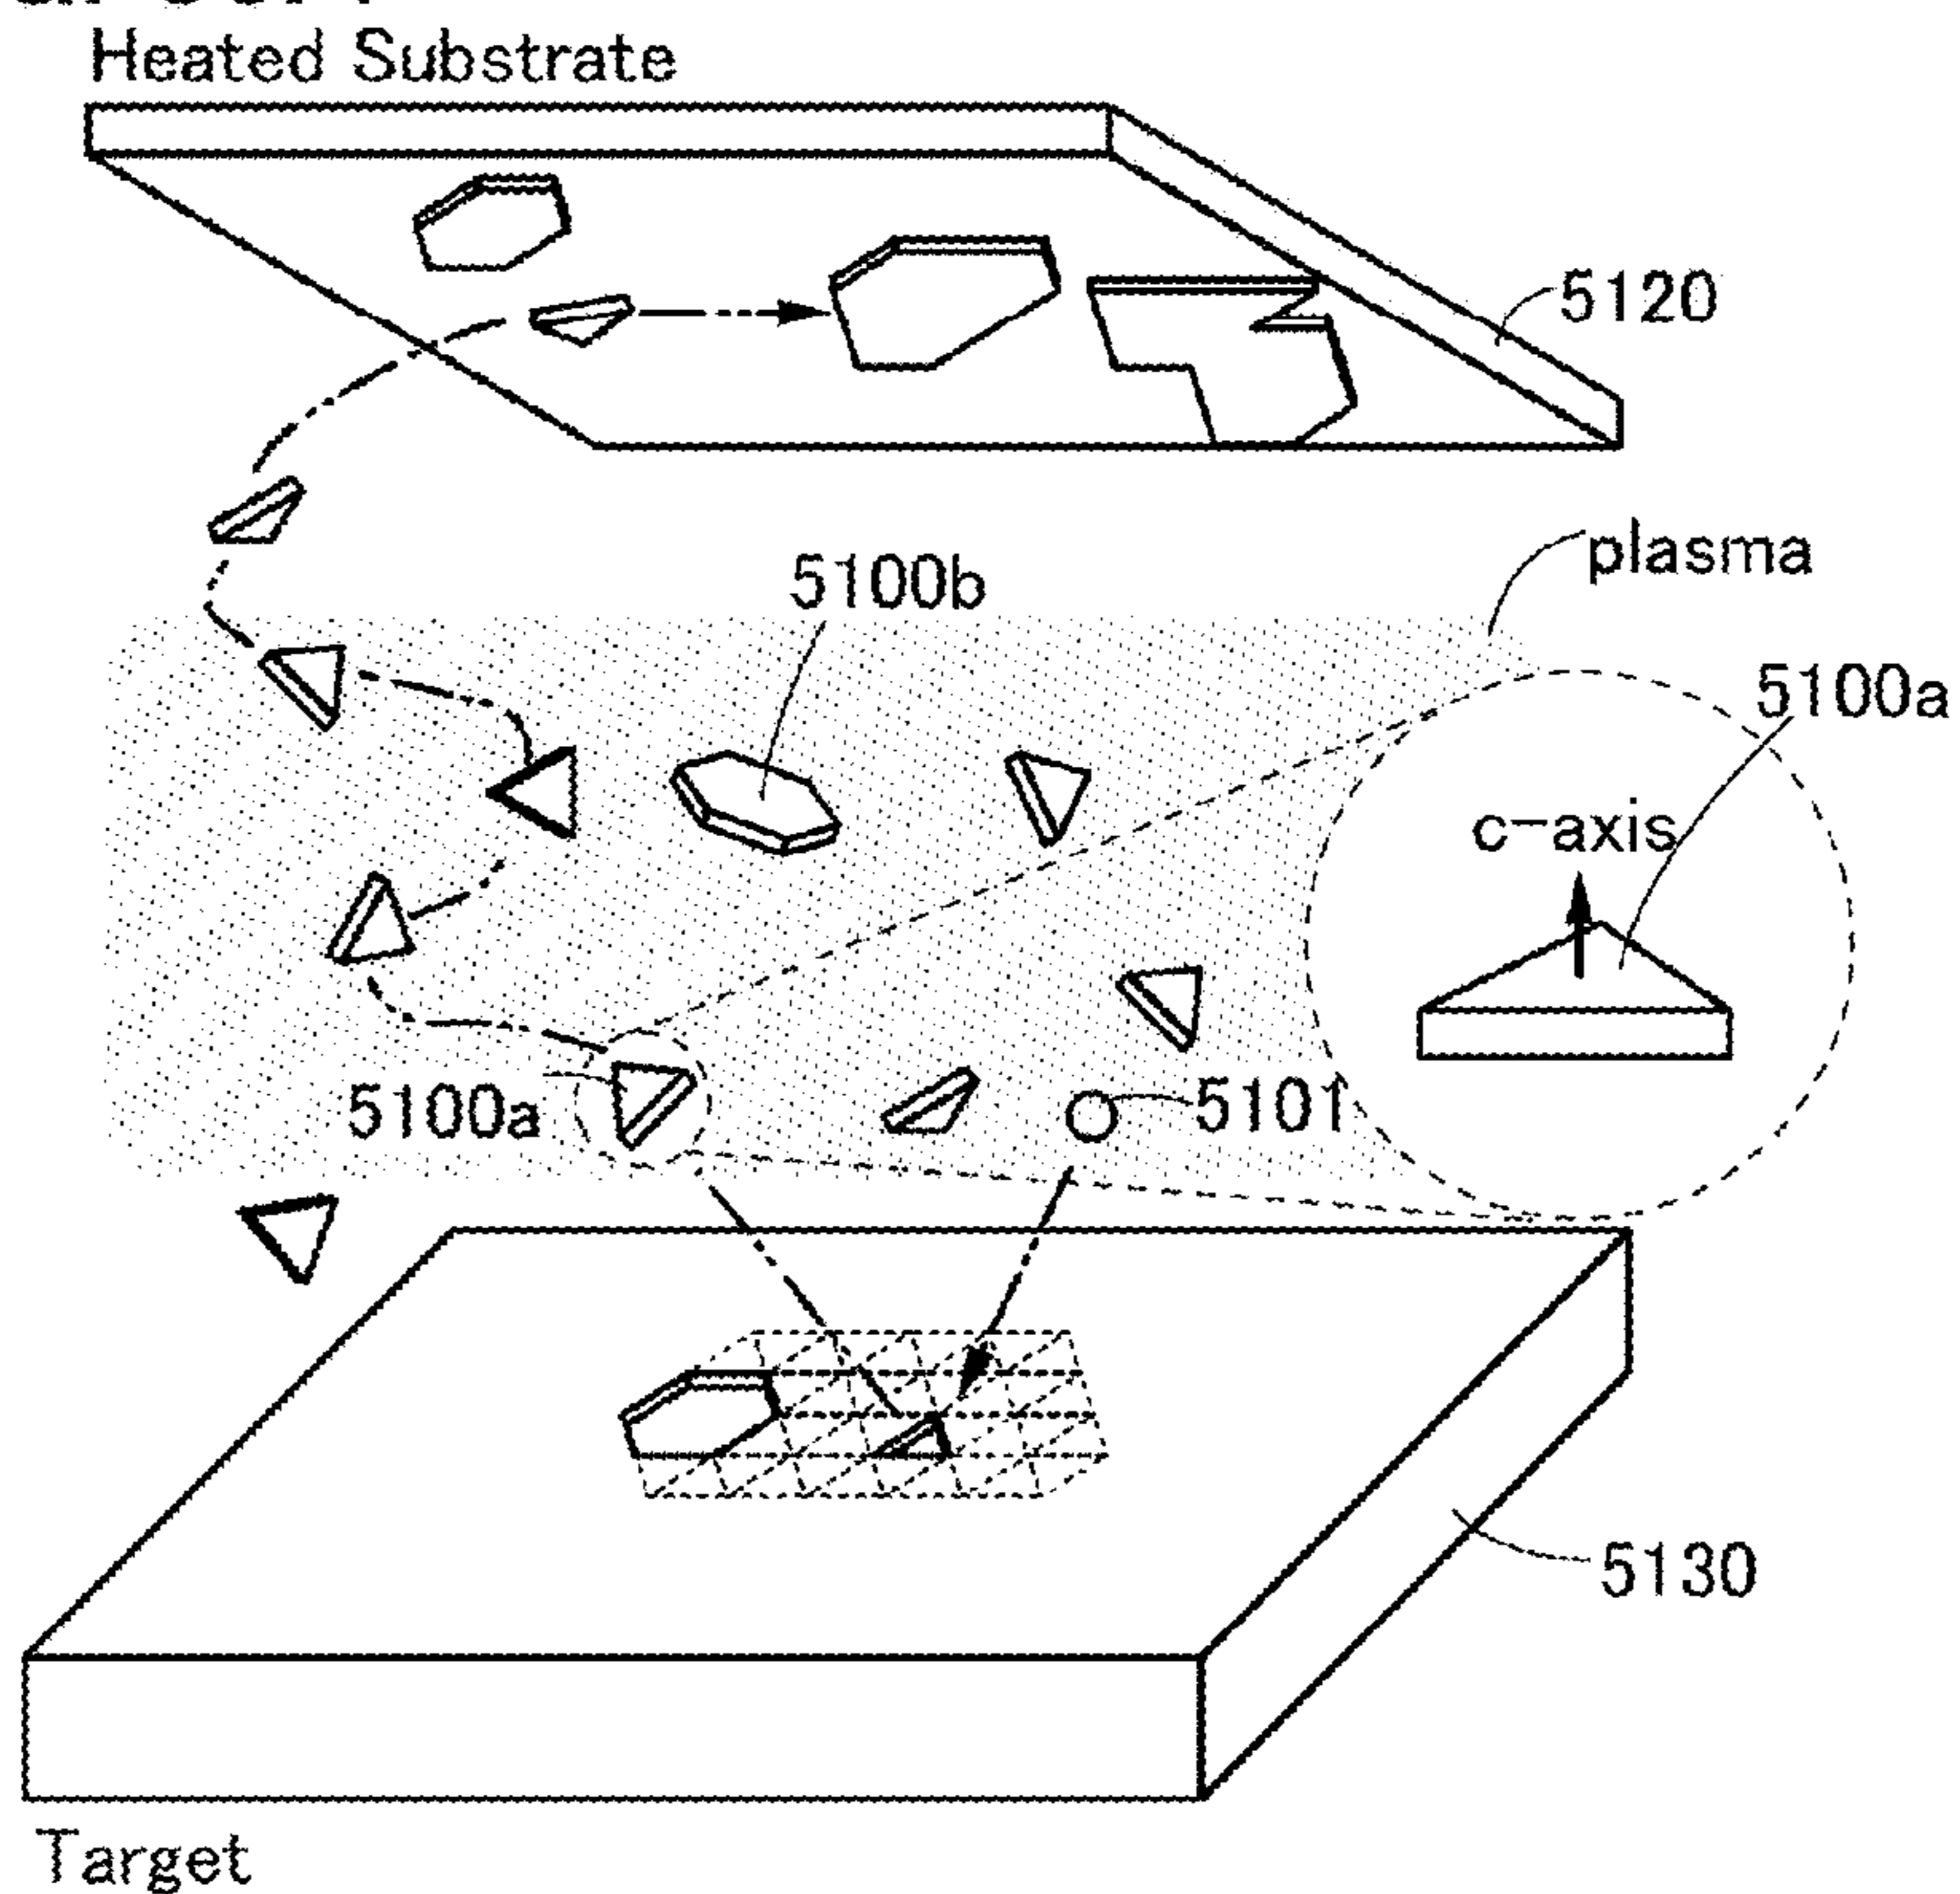 Heated Substrate
5120
plasma
5100b
5100a
c-axis
5100a
5101
5130
Target